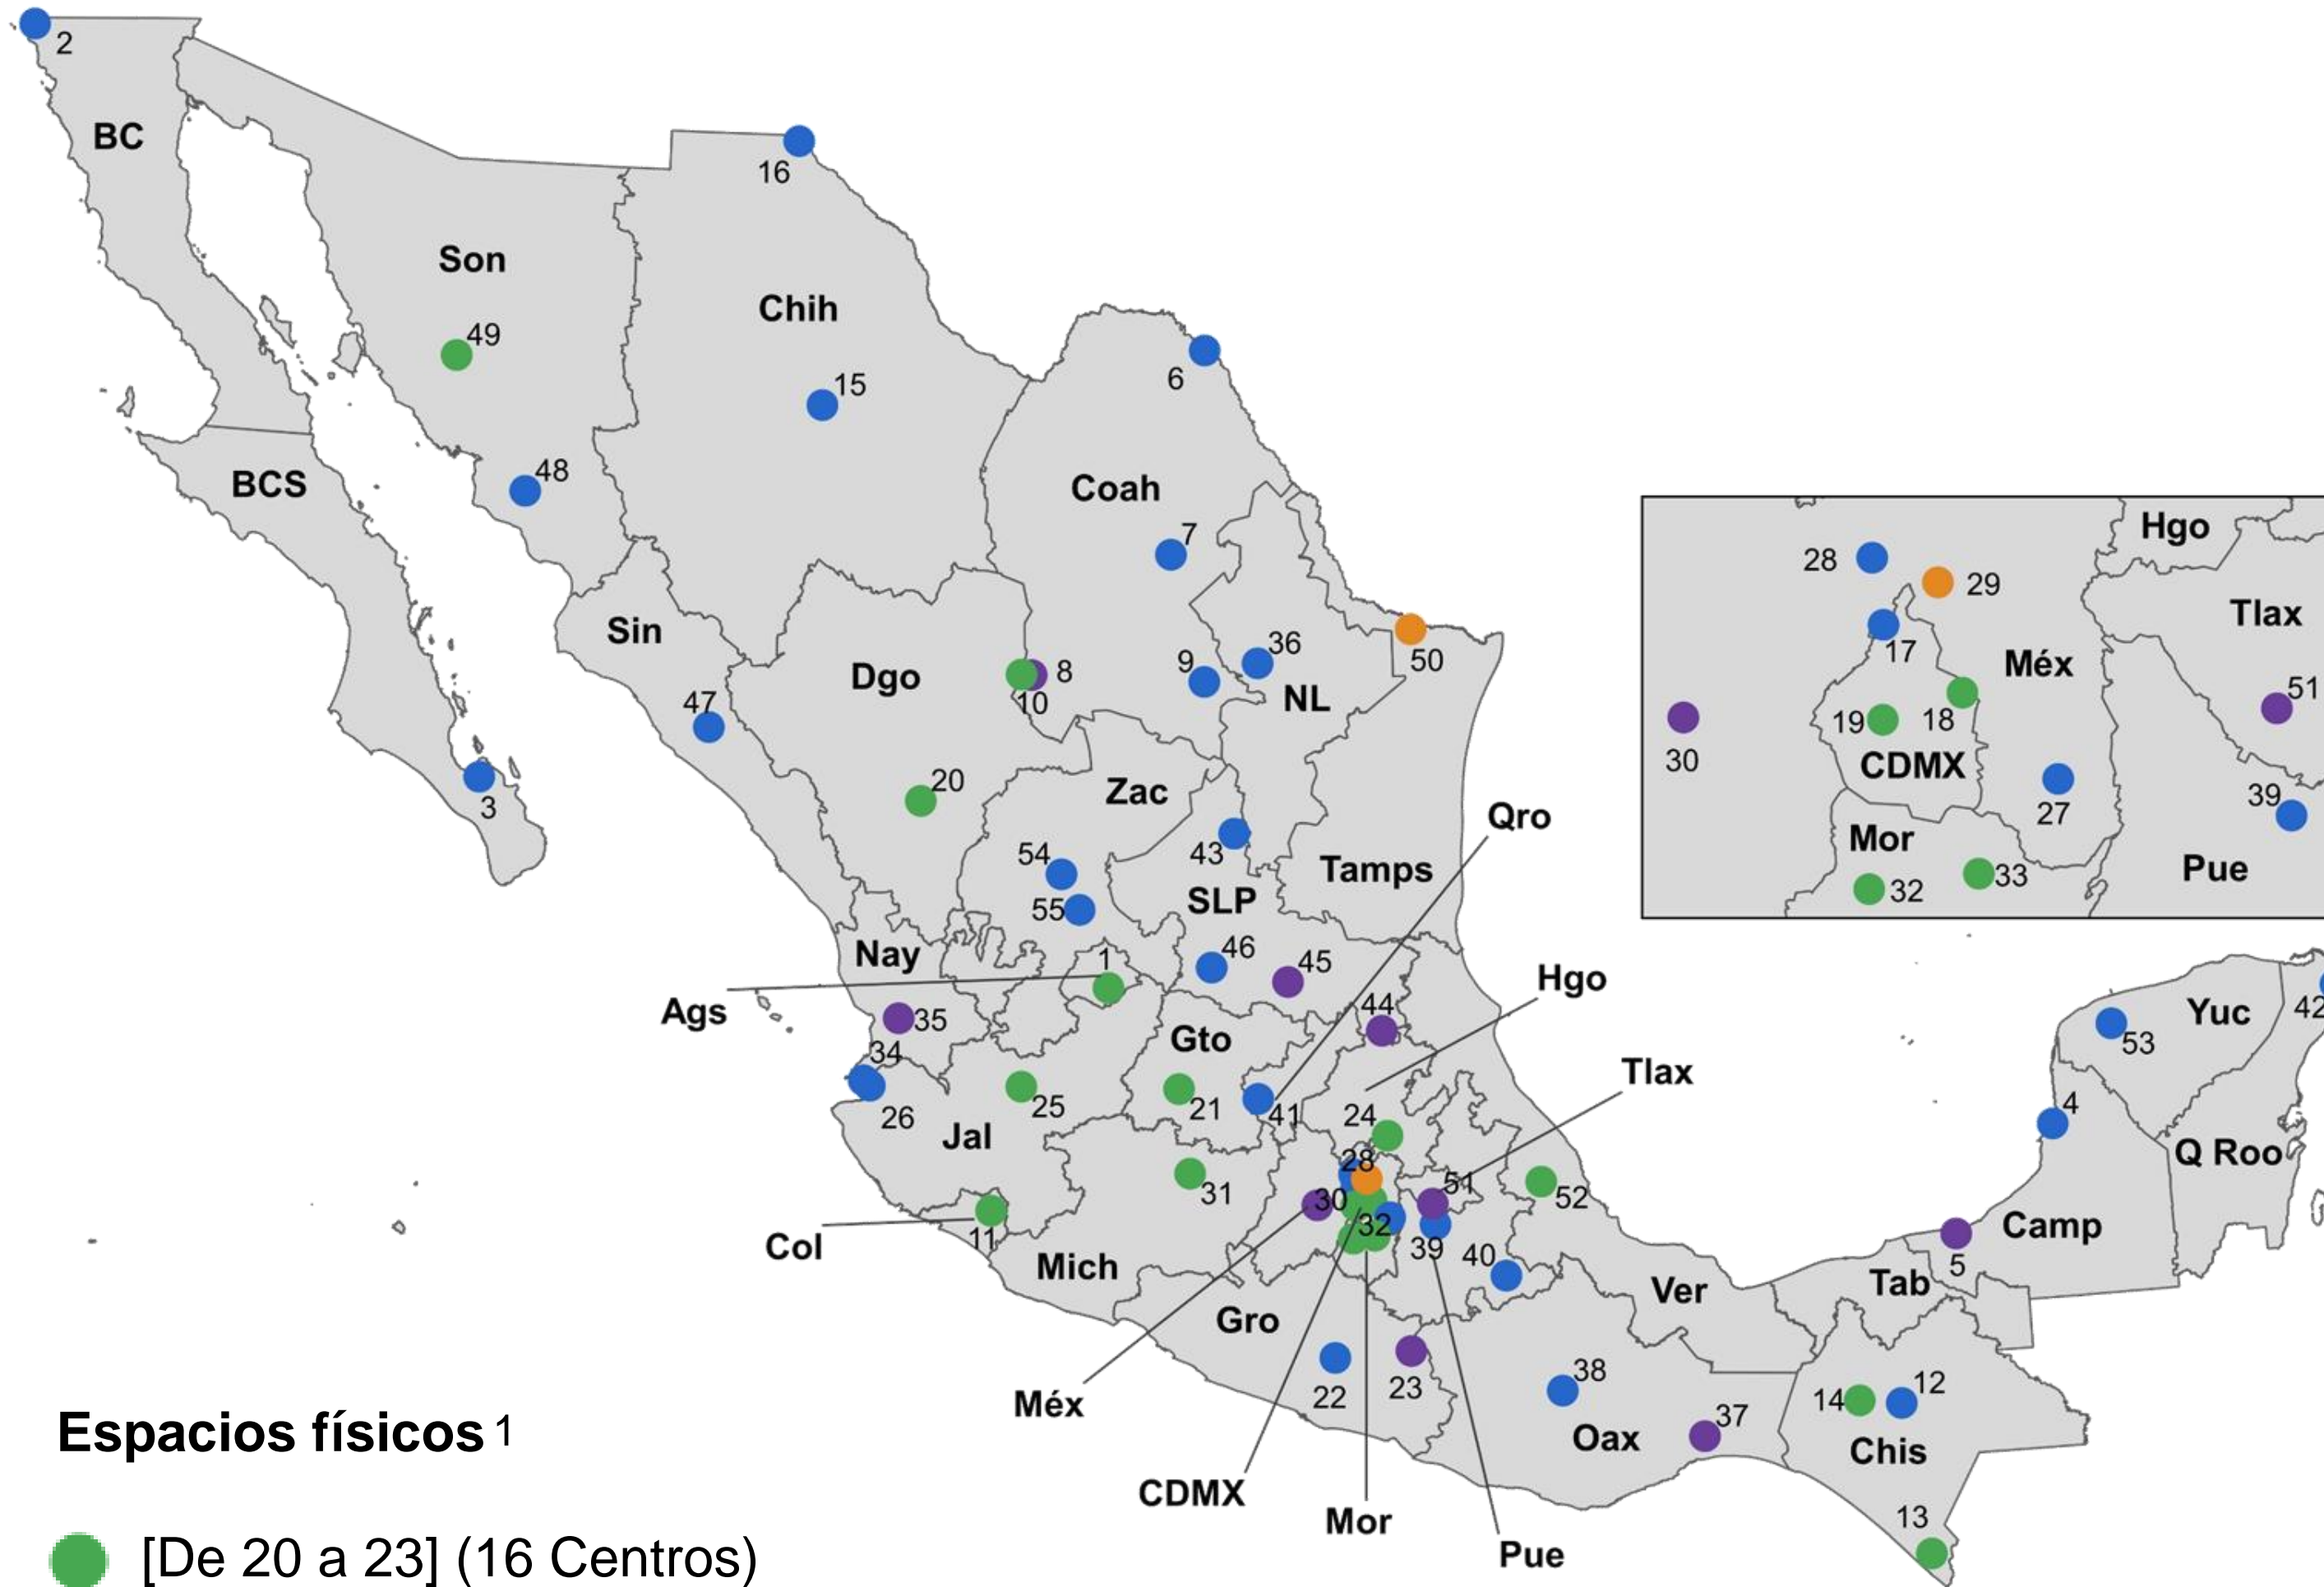 2
BC
16
Son
Chih
49
15
6
48
BCS
Coah
7
Hgo
28
29
Tlax
Sin
17
Méx
36
9
50
8
Dgo
10
NL
51
47
19
18
30
CDMX
20
Zac
39
27
3
Qro
Mor
43
54
Tamps
Pue
33
32
SLP
55
Nay
46
1
45
Hgo
Ags
44
Yuc
42
35
Gto
53
34
Tlax
25
21
41
24
4
26
Jal
Q Roo
28
31
51
52
30
32
11
Col
39
40
Camp
Mich
5
Tab
Ver
Gro
38
12
22
23
14
Méx
37
Oax
Chis
Espacios físicos 1
CDMX
Mor
13
Pue
[De 20 a 23] (16 Centros)